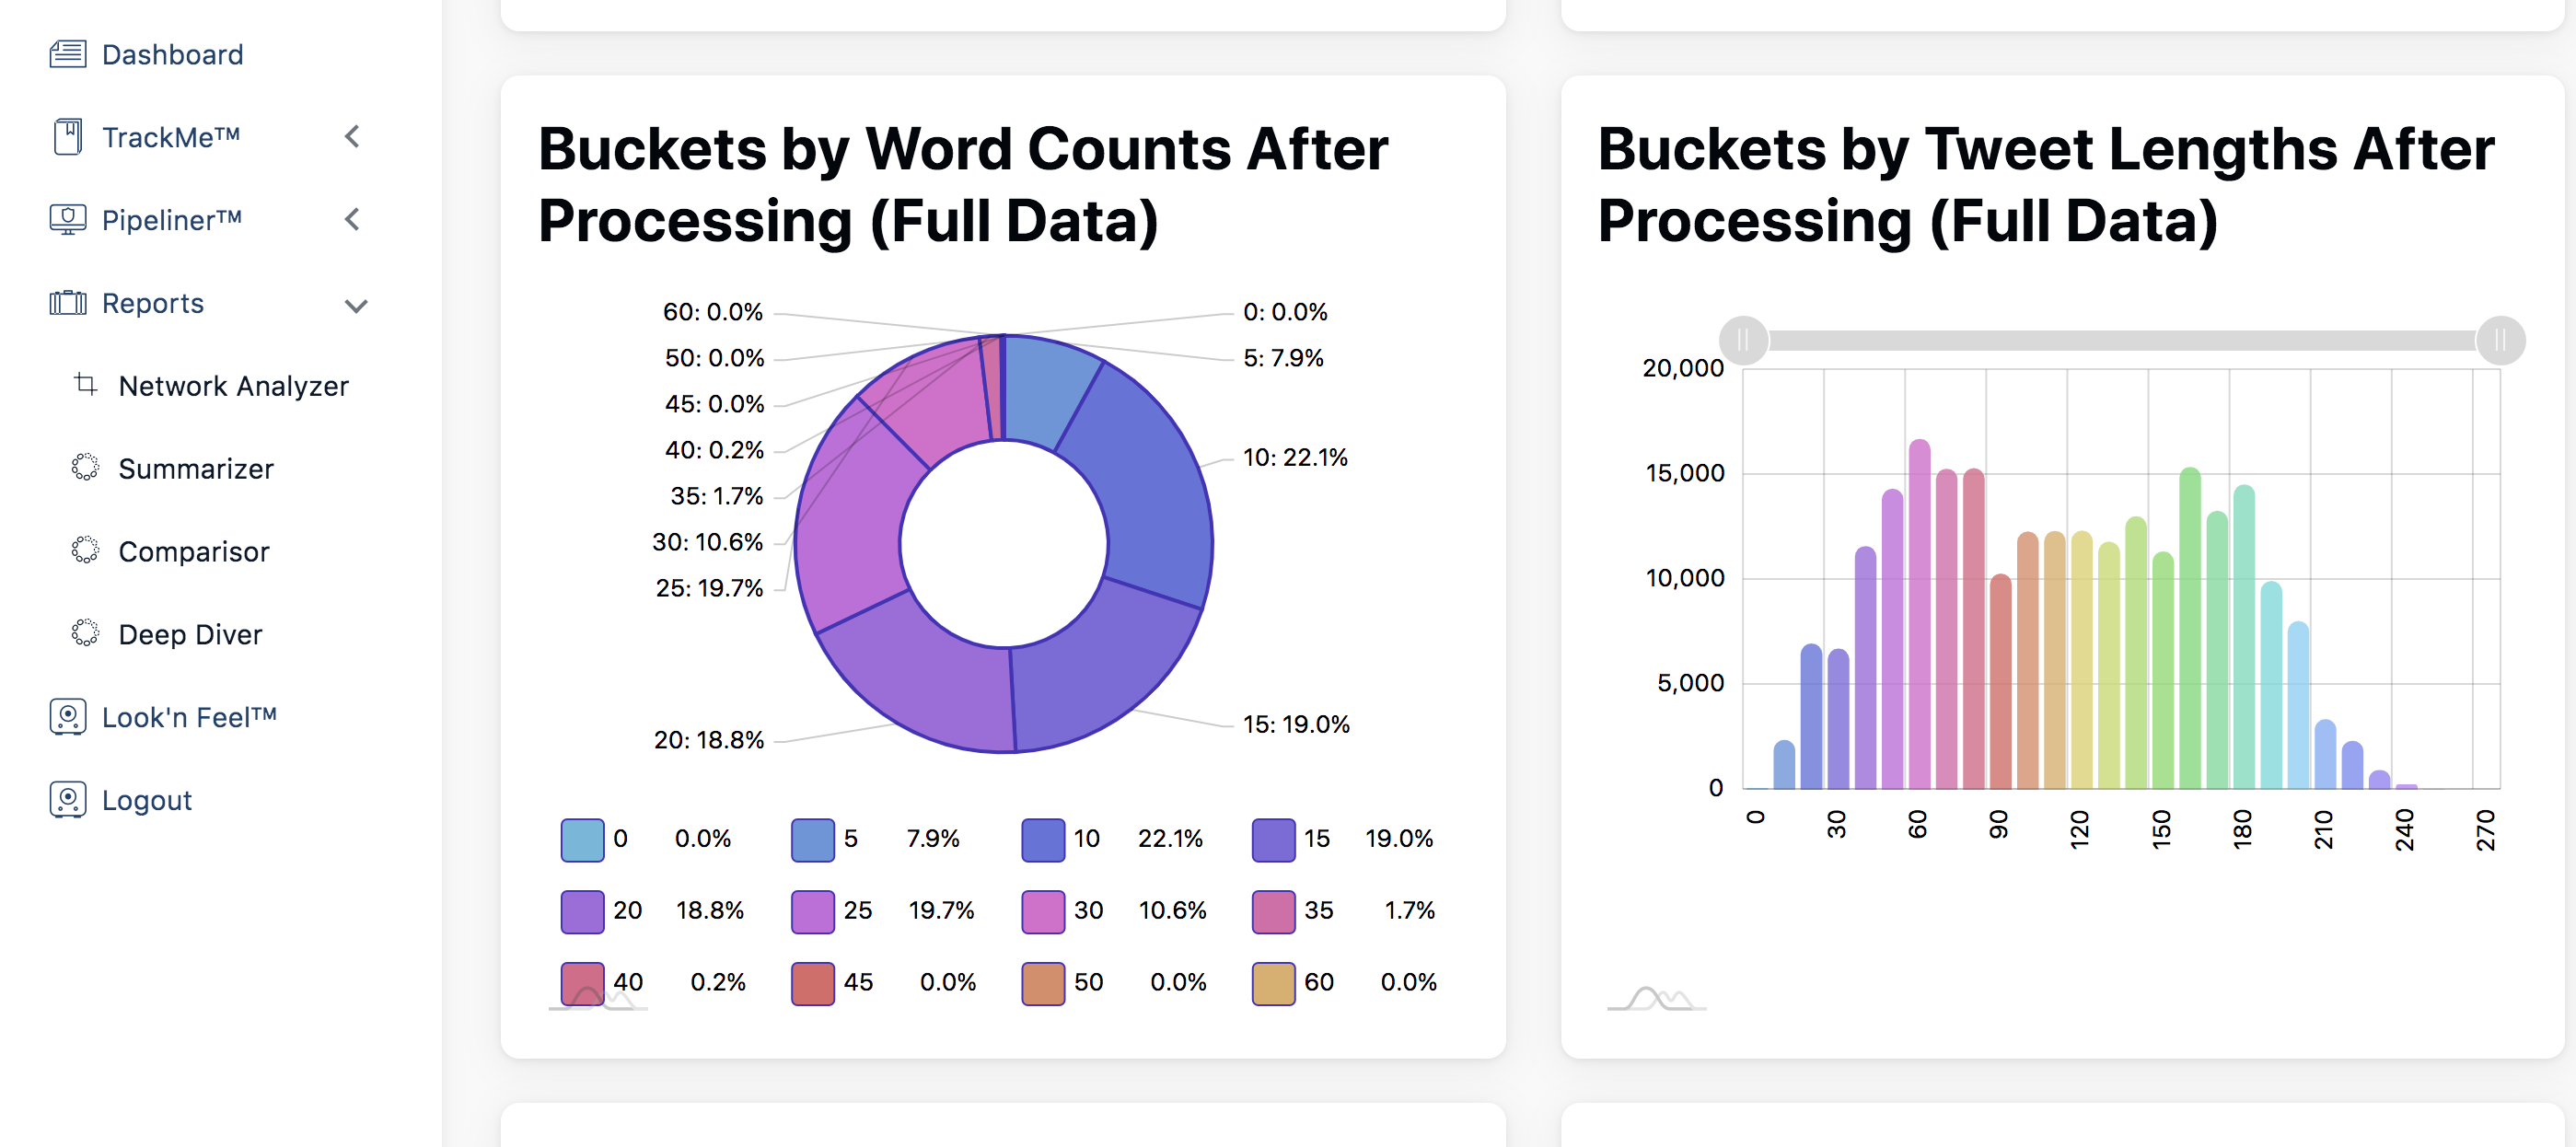 Dashboard
TrackMe™
Pipeliner™
Reports
Network Analyzer
Summarizer
Comparisor
Deep Diver
Look'n Feel™
Logout
Buckets by Word Counts After
Processing (Full Data)
60: 0.0%
50: 0.0%
45: 0.0%
40: 0.2%
35: 1.7%
30: 10.6%
25: 19.7%
20: 18.8%
0: 0.0%
5: 7.9%
10: 22.1%
15: 19.0%
0 0.0% 5 7.9% 10 22.1% 15 19.0%
20 18.8% 25 19.7% 30 10.6% 35 1.7%
40 0.2% 45 0.0% 50 0.0% 60 0.0%
Buckets by Tweet Lengths After
Processing (Full Data)
20,000
15,000
10,000
5,000
0
0 30 60 90 120 150 180 210 240 270